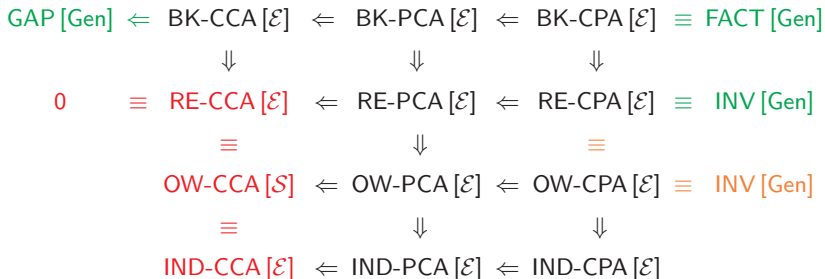 GAP [Gen] ⇐ BK-CCA [ℰ] ⇐ BK-PCA [ℰ] ⇐ BK-CPA [ℰ] ≡ FACT [Gen]
⇓ ⇓ ⇓
0 ≡ RE-CCA [ℰ] ⇐ RE-PCA [ℰ] ⇐ RE-CPA [ℰ] ≡ INV [Gen]
≡ ⇓ ≡
OW-CCA [𝒮] ⇐ OW-PCA [ℰ] ⇐ OW-CPA [ℰ] ≡ INV [Gen]
≡ ⇓ ⇓
IND-CCA [ℰ] ⇐ IND-PCA [ℰ] ⇐ IND-CPA [ℰ]